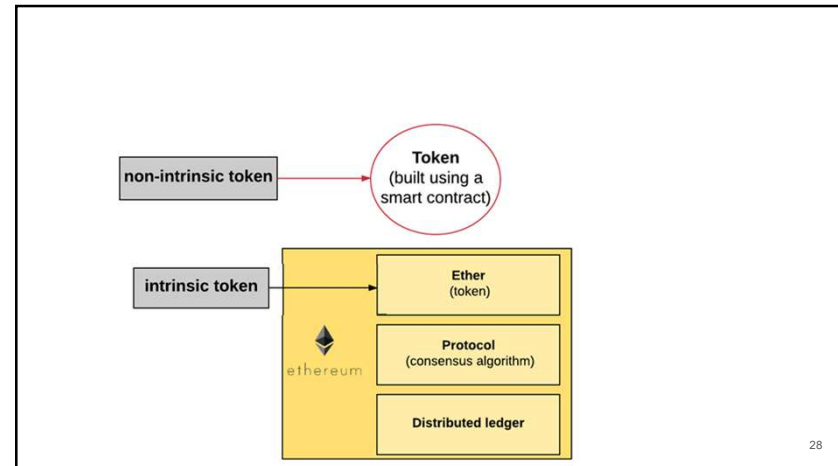 Token
(built using a
smart contract)
non-intrinsic token
Ether
(token)
intrinsic token
ethereum
Protocol
(consensus algorithm)
Distributed ledger
28